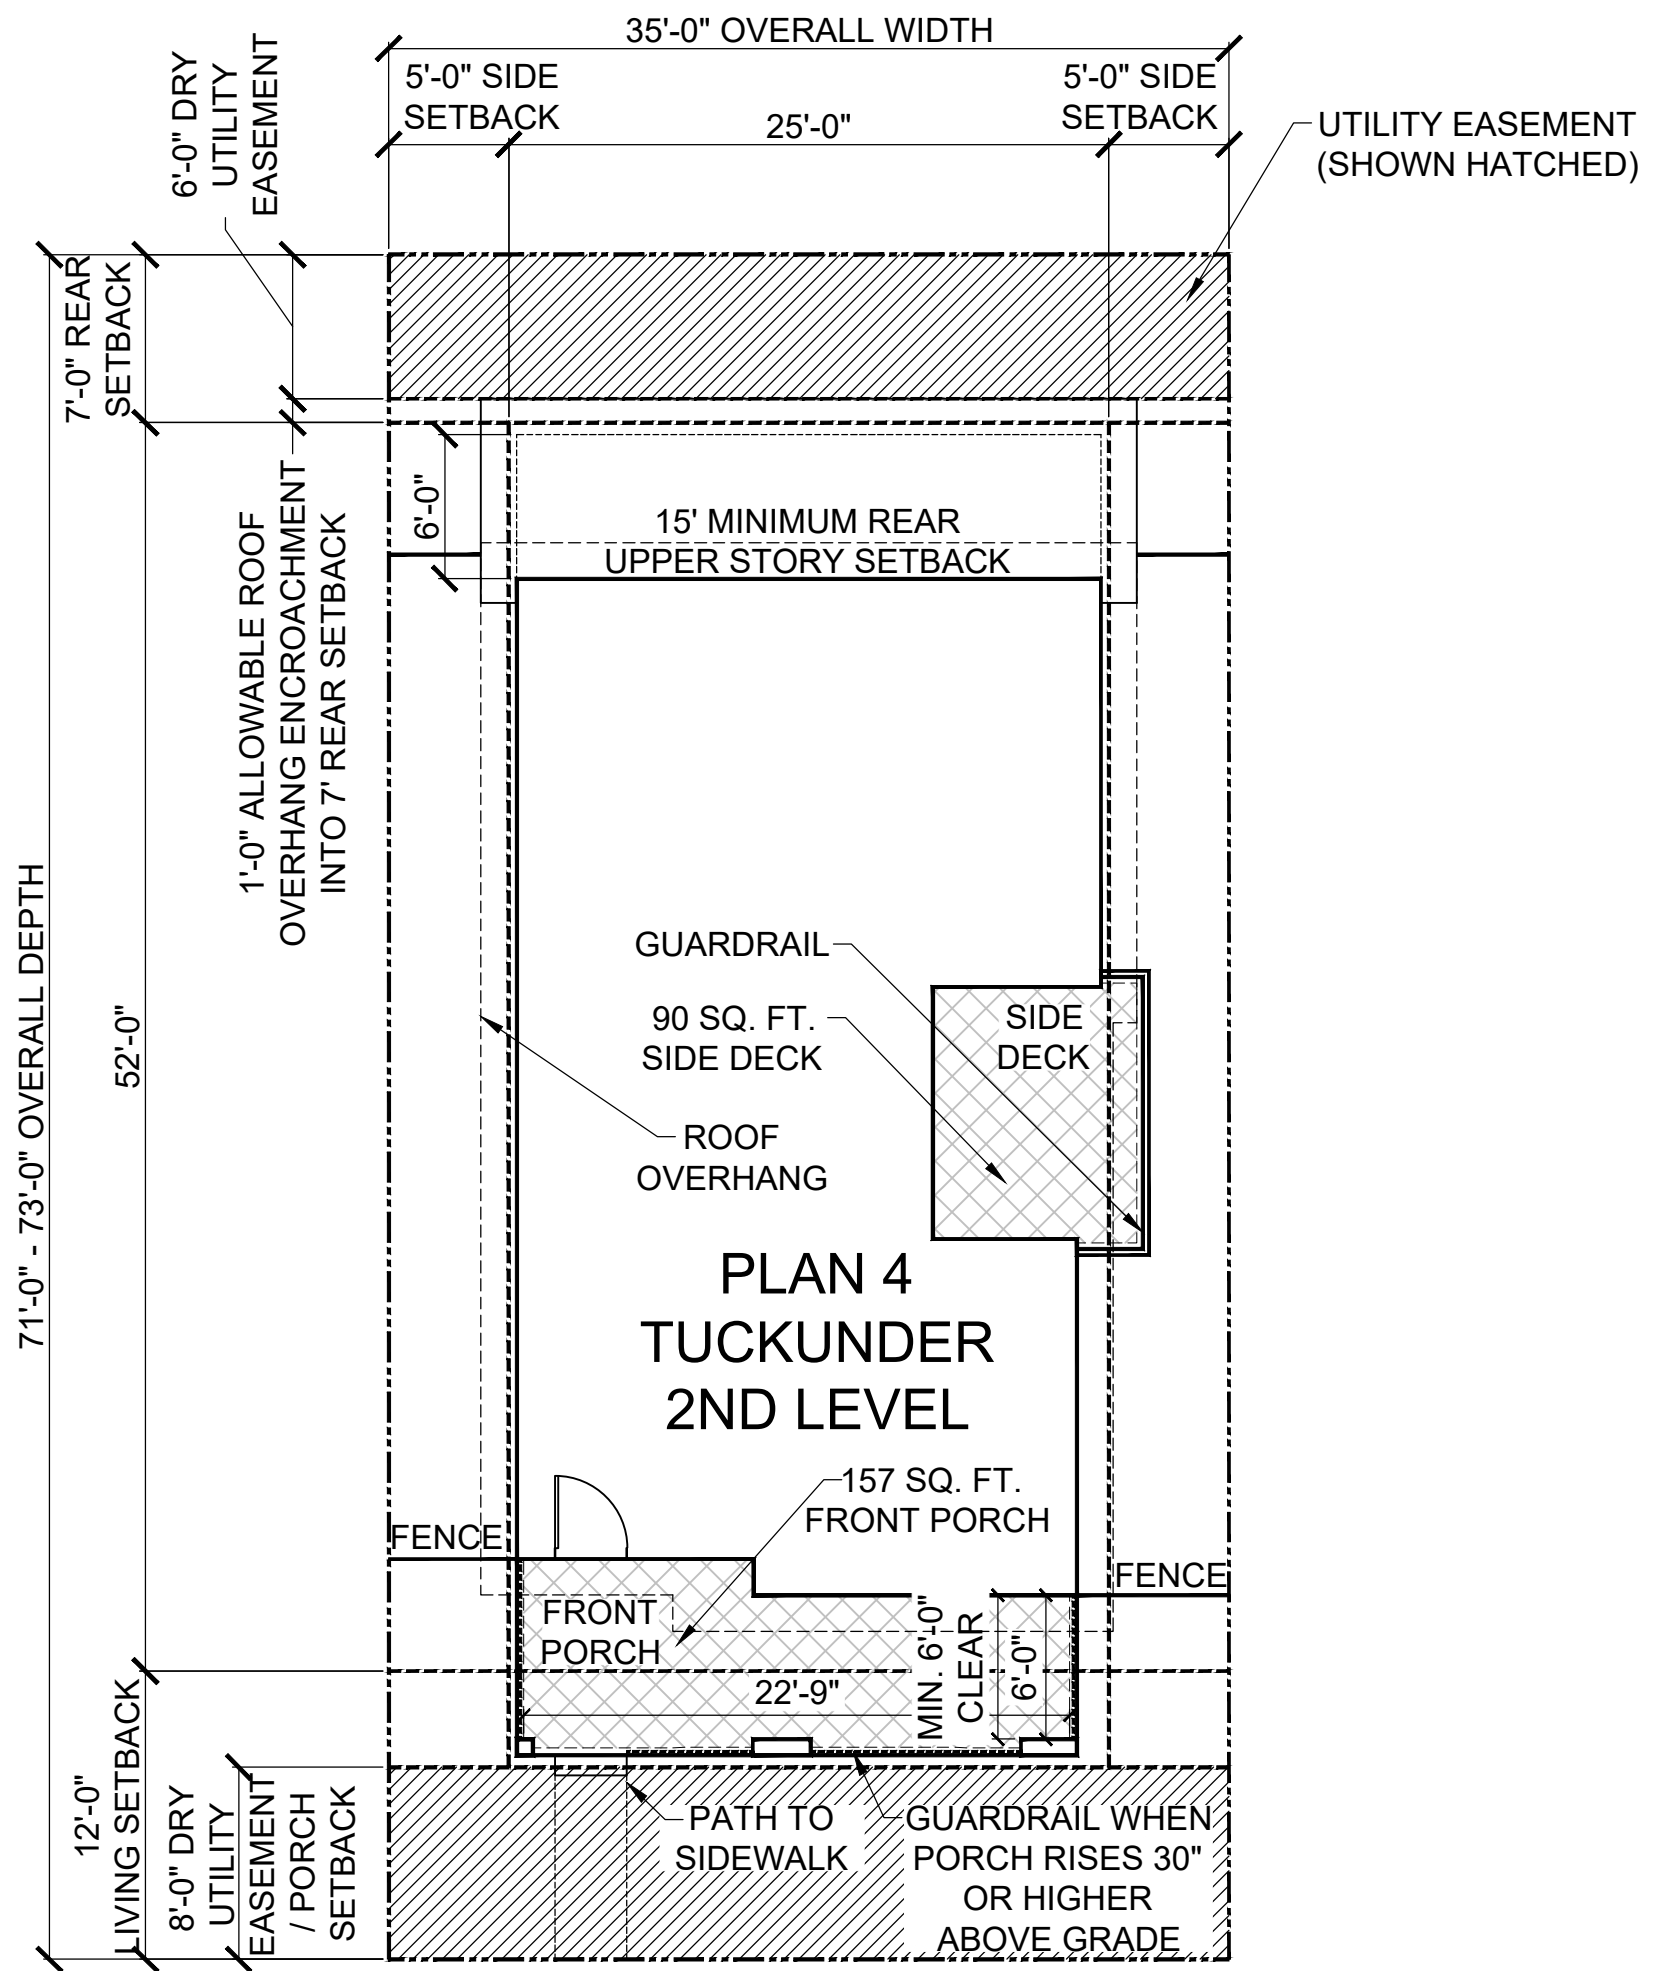 35'-0" OVERALL WIDTH
5'-0" SIDE
SETBACK
25'-0"
5'-0" SIDE
SETBACK
UTILITY EASEMENT
(SHOWN HATCHED)
6'-0" DRY
UTILITY
EASEMENT
7'-0" REAR
SETBACK
1'-0" ALLOWABLE ROOF
OVERHANG ENCROACHMENT
INTO 7' REAR SETBACK
6'-0"
15' MINIMUM REAR
UPPER STORY SETBACK
71'-0" - 73'-0" OVERALL DEPTH
52'-0"
GUARDRAIL
90 SQ. FT.
SIDE DECK
SIDE
DECK
ROOF
OVERHANG
PLAN 4
TUCKUNDER
2ND LEVEL
157 SQ. FT.
FRONT PORCH
FENCE
FENCE
FRONT
PORCH
22'-9"
MIN. 6'-0"
CLEAR
6'-0"
12'-0"
LIVING SETBACK
8'-0" DRY
UTILITY
EASEMENT
/ PORCH
SETBACK
PATH TO
SIDEWALK
GUARDRAIL WHEN
PORCH RISES 30"
OR HIGHER
ABOVE GRADE